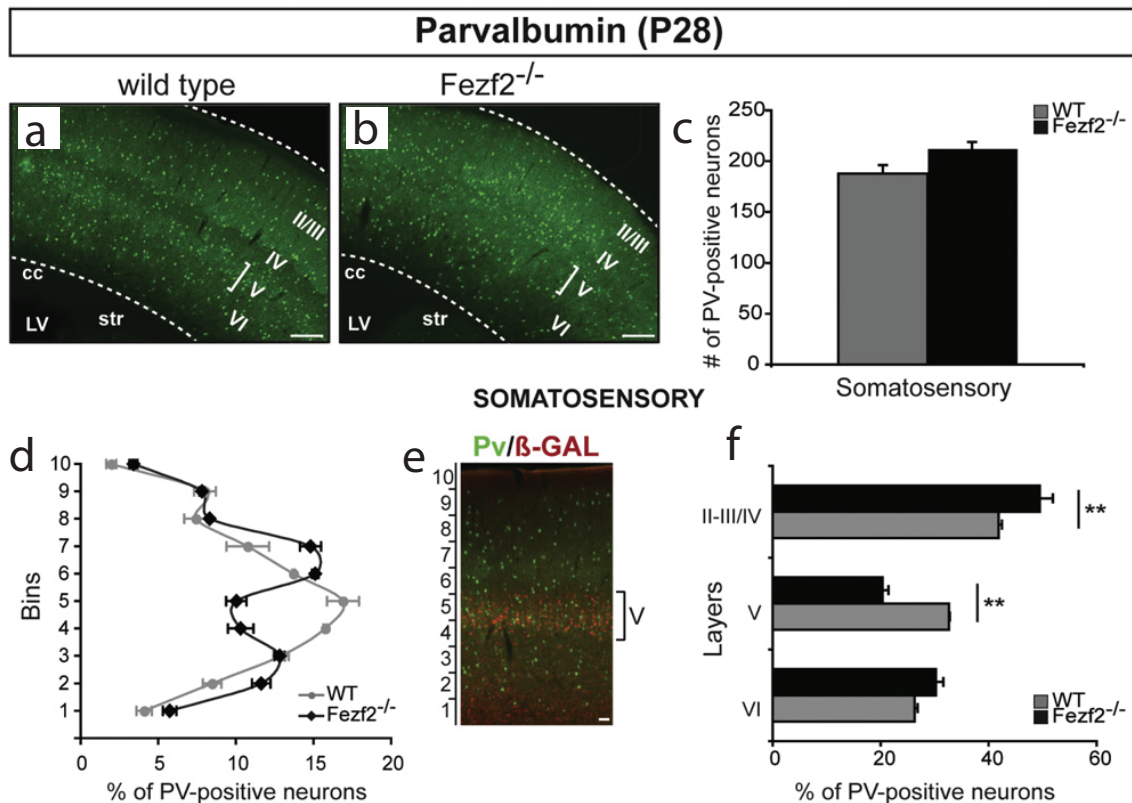 Parvalbumin (P28)
wild type
Fezf2-/-
a
II/III
IV
V
VI
cc
LV
str
b
II/III
IV
V
VI
cc
LV
str
c
# of PV-positive neurons
250
200
150
100
50
0
WT
Fezf2-/-
Somatosensory
SOMATOSENSORY
d
Bins
10
9
8
7
6
5
4
3
2
1
0
5
10
15
20
% of PV-positive neurons
WT
Fezf2-/-
e
Pv/ß-GAL
10
9
8
7
6
5
4
3
2
1
V
f
Layers
II-III/IV
V
VI
**
**
WT
Fezf2-/-
0
20
40
60
% of PV-positive neurons